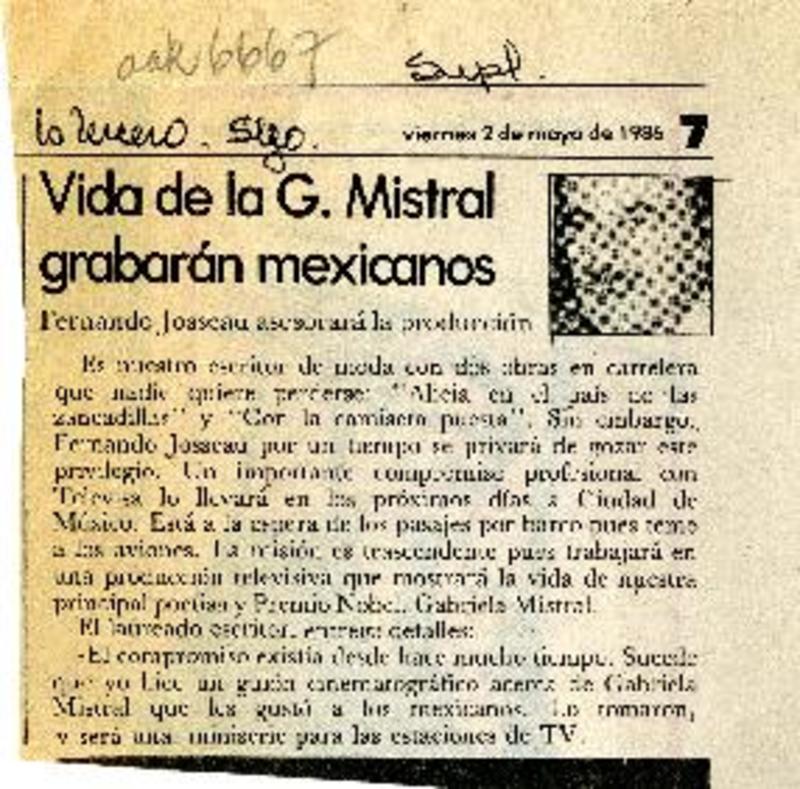 aak6667
Supl.
La Tercera. Stgo.
viernes 2 de mayo de 1986 7
Vida de la G. Mistral
grabarán mexicanos
Fernando Josseau asesorará la producción
Es nuestro escritor de moda con dos obras en cartelera
que nadie quiere perderse: "Alicia en el país de las
zancadillas" y "Con la camiseta puesta". Sin embargo,
Fernando Josseau por un tiempo se privará de gozar este
privilegio. Un importante compromiso profesional con
Televisa lo llevará en los próximos días a Ciudad de
México. Está a la espera de los pasajes por barco pues teme
a los aviones. La misión es trascendente pues trabajará en
una producción televisiva que mostrará la vida de nuestra
principal poetisa y Premio Nobel, Gabriela Mistral.
El laureado escritor, entrega detalles:
-El compromiso existía desde hace mucho tiempo. Sucede
que yo hice un guión cinematográfico acerca de Gabriela
Mistral que les gustó a los mexicanos. Lo tomaron,
y será una miniserie para las estaciones de TV.